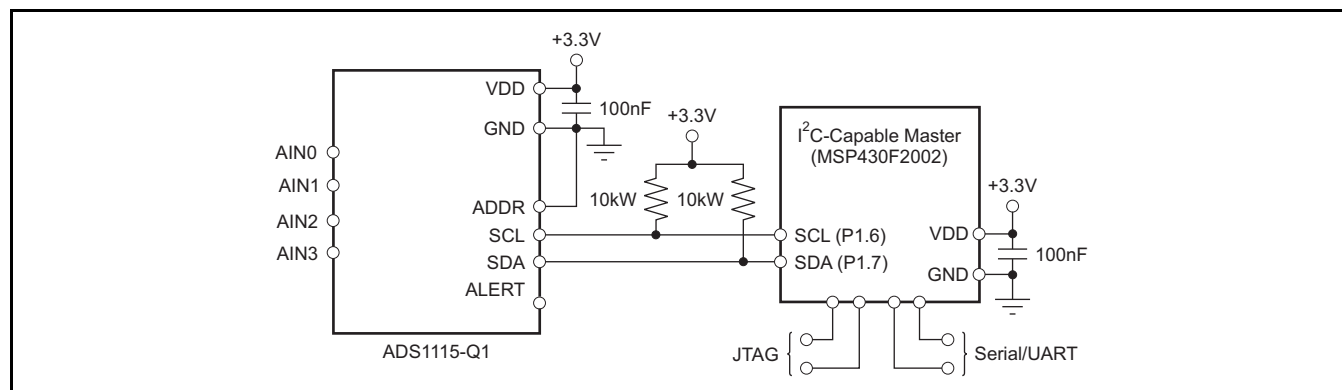 +3.3V
VDD
100nF
GND
AIN0
AIN1
AIN2
AIN3
ADDR
SCL
SDA
ALERT
ADS1115-Q1
+3.3V
10kW
10kW
I²C-Capable Master
(MSP430F2002)
SCL (P1.6)
SDA (P1.7)
+3.3V
VDD
100nF
GND
JTAG
Serial/UART